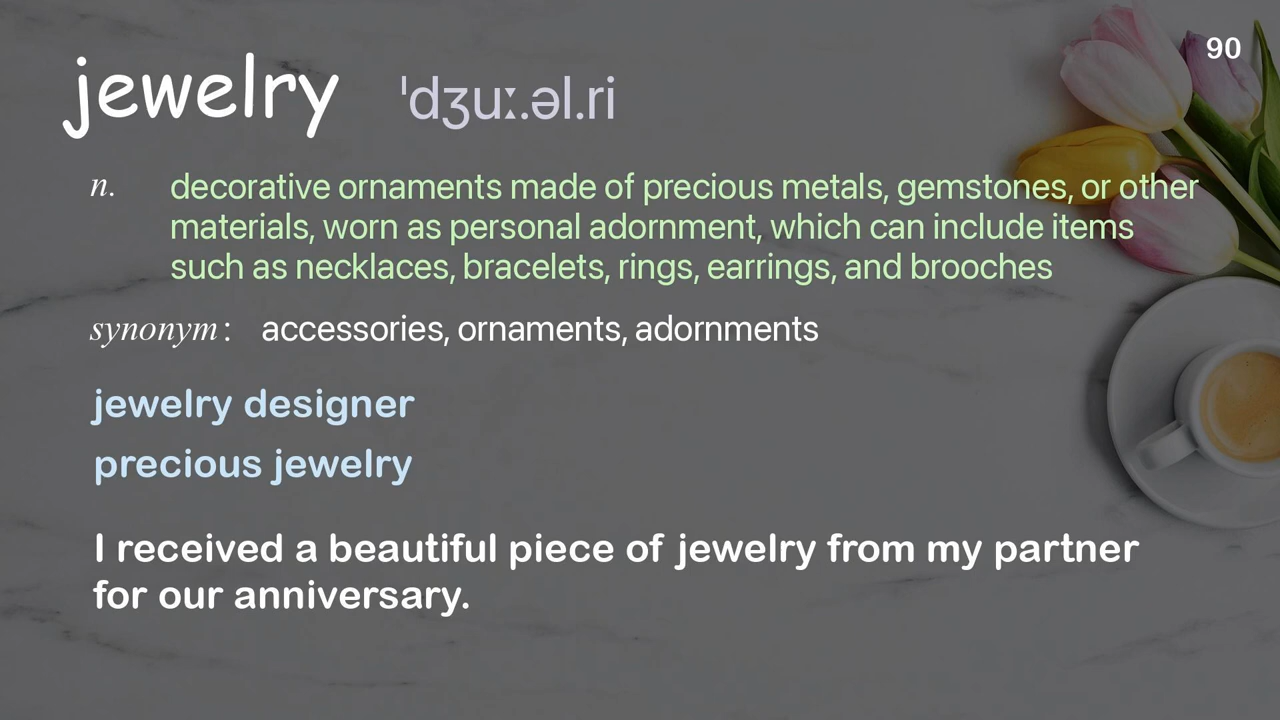 90
jewelry ˈdʒuː.əl.ri
n. decorative ornaments made of precious metals, gemstones, or other
materials, worn as personal adornment, which can include items
such as necklaces, bracelets, rings, earrings, and brooches
synonym: accessories, ornaments, adornments
jewelry designer
precious jewelry
I received a beautiful piece of jewelry from my partner
for our anniversary.